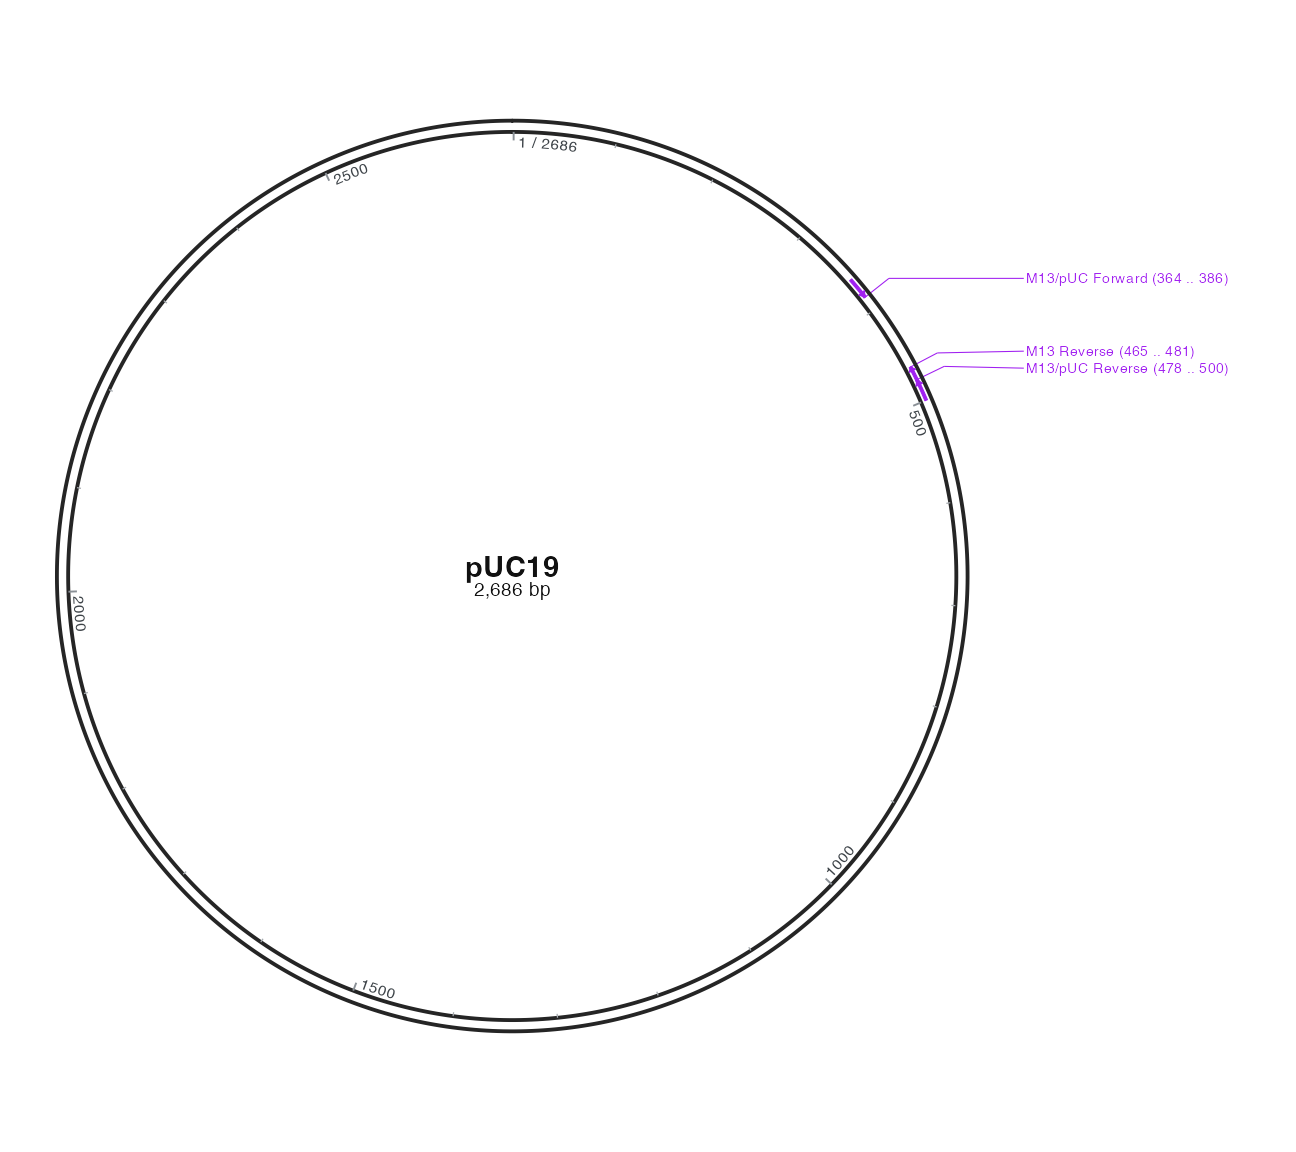 1 / 2686
2500
M13/pUC Forward (364 .. 386)
M13 Reverse (465 .. 481)
M13/pUC Reverse (478 .. 500)
500
pUC19
2,686 bp
2000
1000
1500